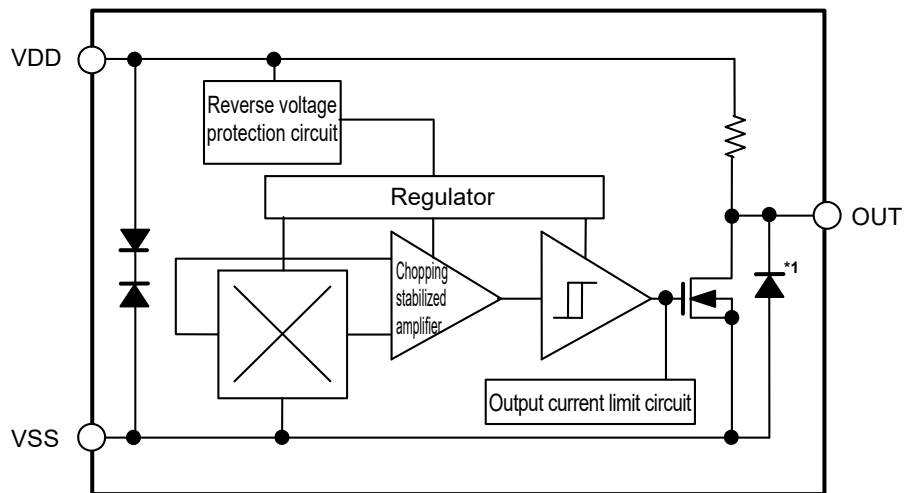 VDD
Reverse voltage
protection circuit
Regulator
OUT
Chopping
stabilized
amplifier
*1
Output current limit circuit
VSS